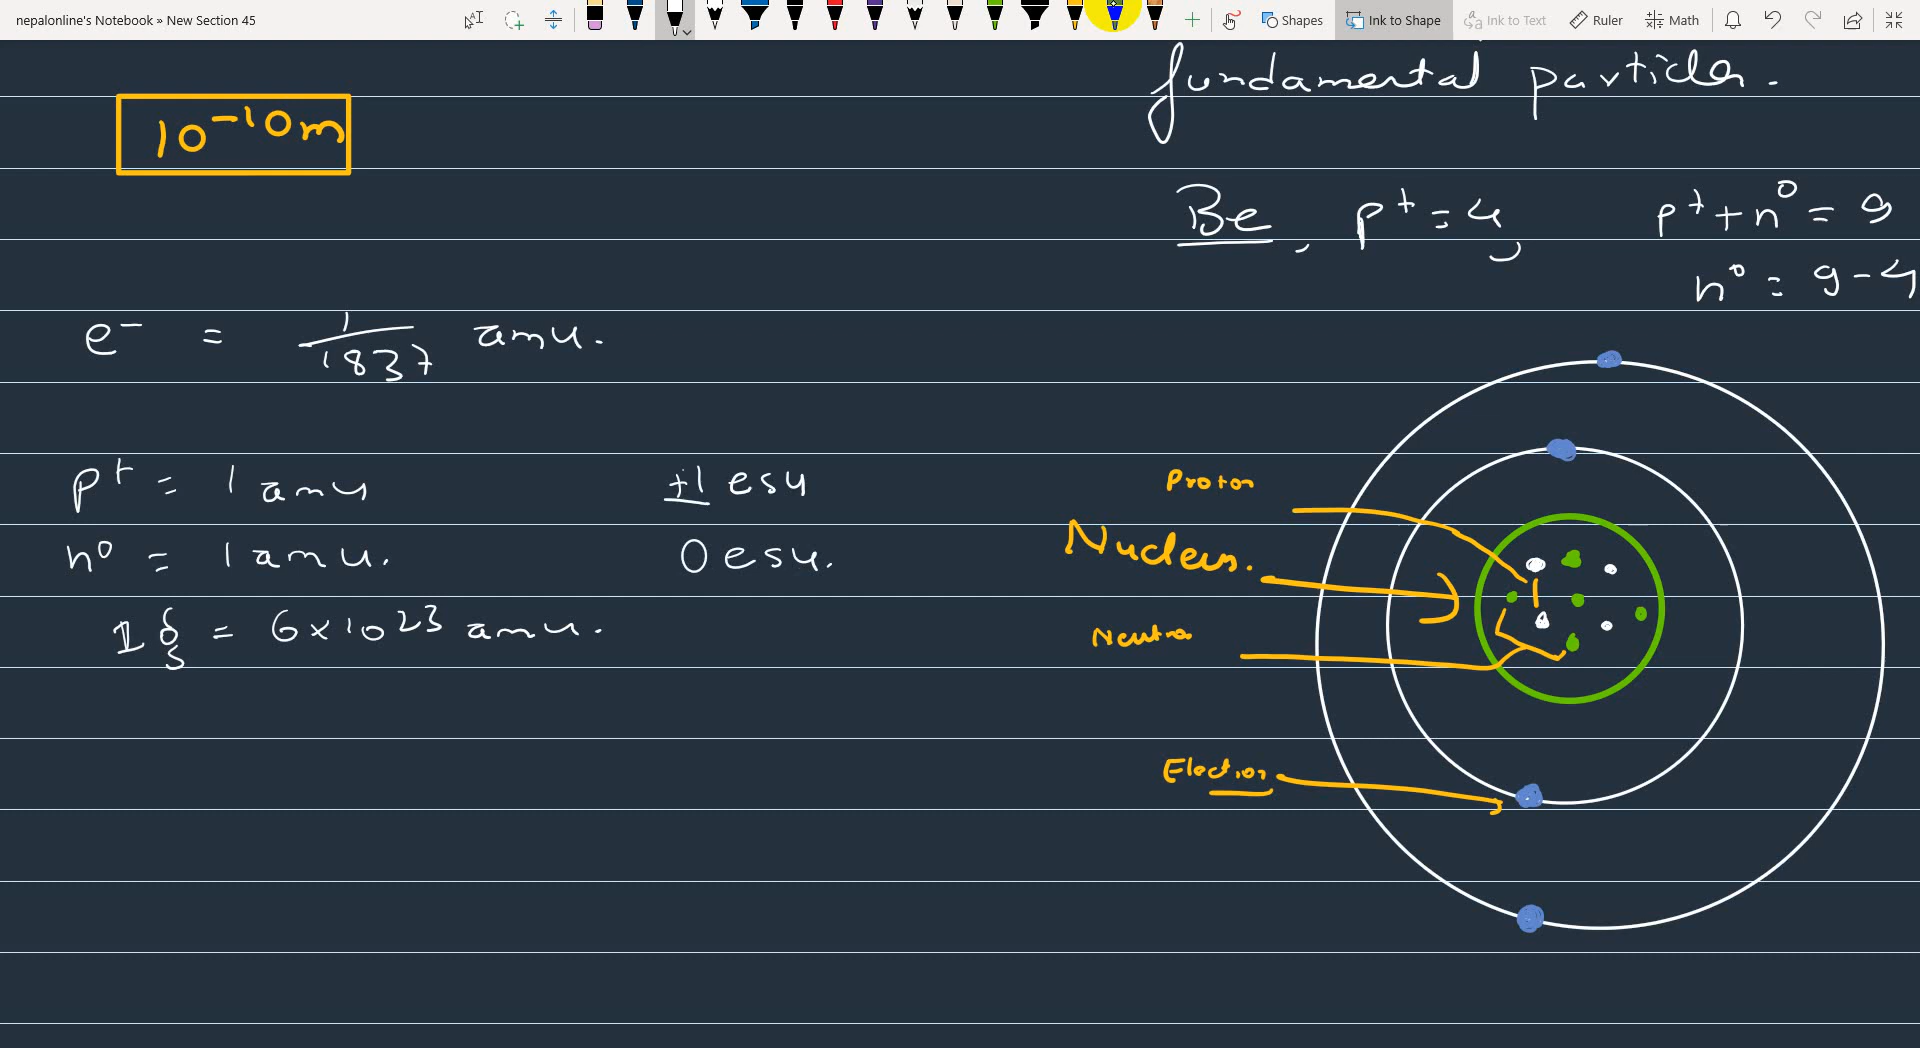 nepalonline's Notebook » New Section 45
Shapes
Ink to Shape
Ink to Text
Ruler
Math
fundamental particles.
10⁻¹⁰m
Be, p⁺ = 4, p⁺ + n⁰ = 9
n⁰ = 9 - 4
e⁻ = 1/1837 amu.
p⁺ = 1 amu +1 esu
n⁰ = 1 amu. 0 esu.
1 g = 6×10²³ amu.
Proton
Nucleus.
Neutro
Electron